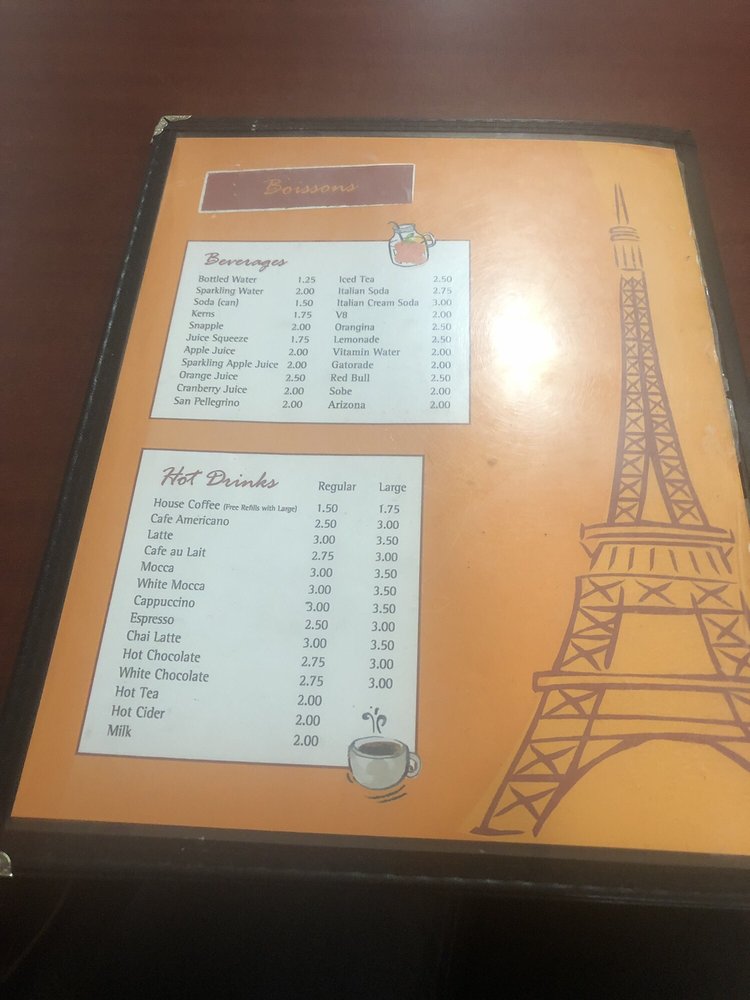 Boissons
Beverages
Bottled Water 1.25 Iced Tea 2.50
Sparkling Water 2.00 Italian Soda 2.75
Soda (can) 1.50 Italian Cream Soda 3.00
Kerns 1.75 V8 2.00
Snapple 2.00 Orangina 2.50
Juice Squeeze 1.75 Lemonade 2.50
Apple Juice 2.00 Vitamin Water 2.00
Sparkling Apple Juice 2.00 Gatorade 2.00
Orange Juice 2.50 Red Bull 2.50
Cranberry Juice 2.00 Sobe 2.00
San Pellegrino 2.00 Arizona 2.00
Hot Drinks Regular Large
House Coffee (Free Refills with Large) 1.50 1.75
Cafe Americano 2.50 3.00
Latte 3.00 3.50
Cafe au Lait 2.75 3.00
Mocca 3.00 3.50
White Mocca 3.00 3.50
Cappuccino 3.00 3.50
Espresso 2.50 3.00
Chai Latte 3.00 3.50
Hot Chocolate 2.75 3.00
White Chocolate 2.75 3.00
Hot Tea 2.00
Hot Cider 2.00
Milk 2.00